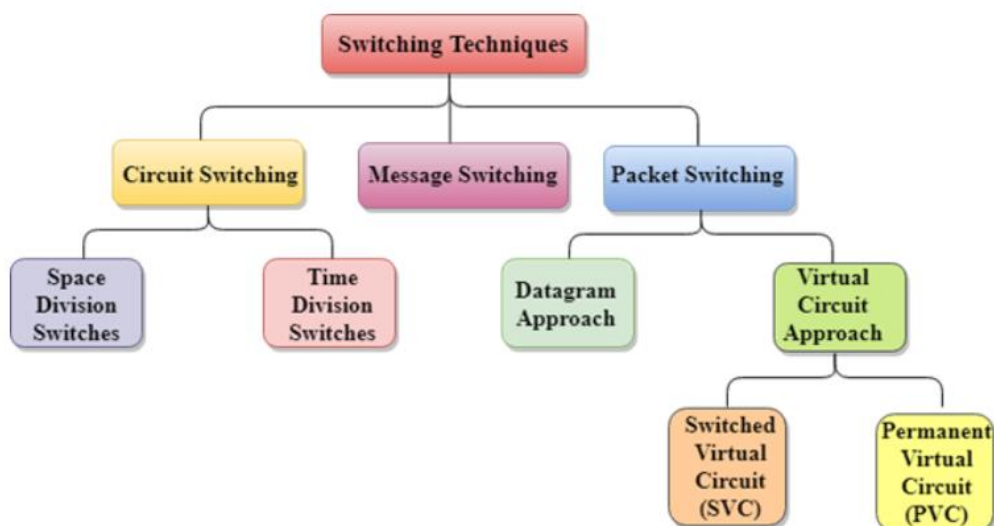 Switching Techniques
Circuit Switching
Message Switching
Packet Switching
Space
Division
Switches
Time
Division
Switches
Datagram
Approach
Virtual
Circuit
Approach
Switched
Virtual
Circuit
(SVC)
Permanent
Virtual
Circuit
(PVC)